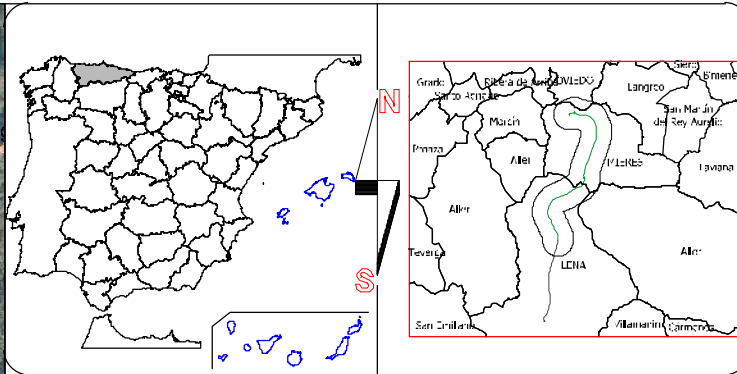 N
S
Grado
Ribera de Arriba
OVIEDO
Siero
Bimenes
Santo Adriano
Langreo
Morcín
San Martín
del Rey Aurelio
Proaza
Aller
MIERES
Laviana
Aller
Teverga
Aller
LENA
San Emiliano
Villamanín
Cármenes